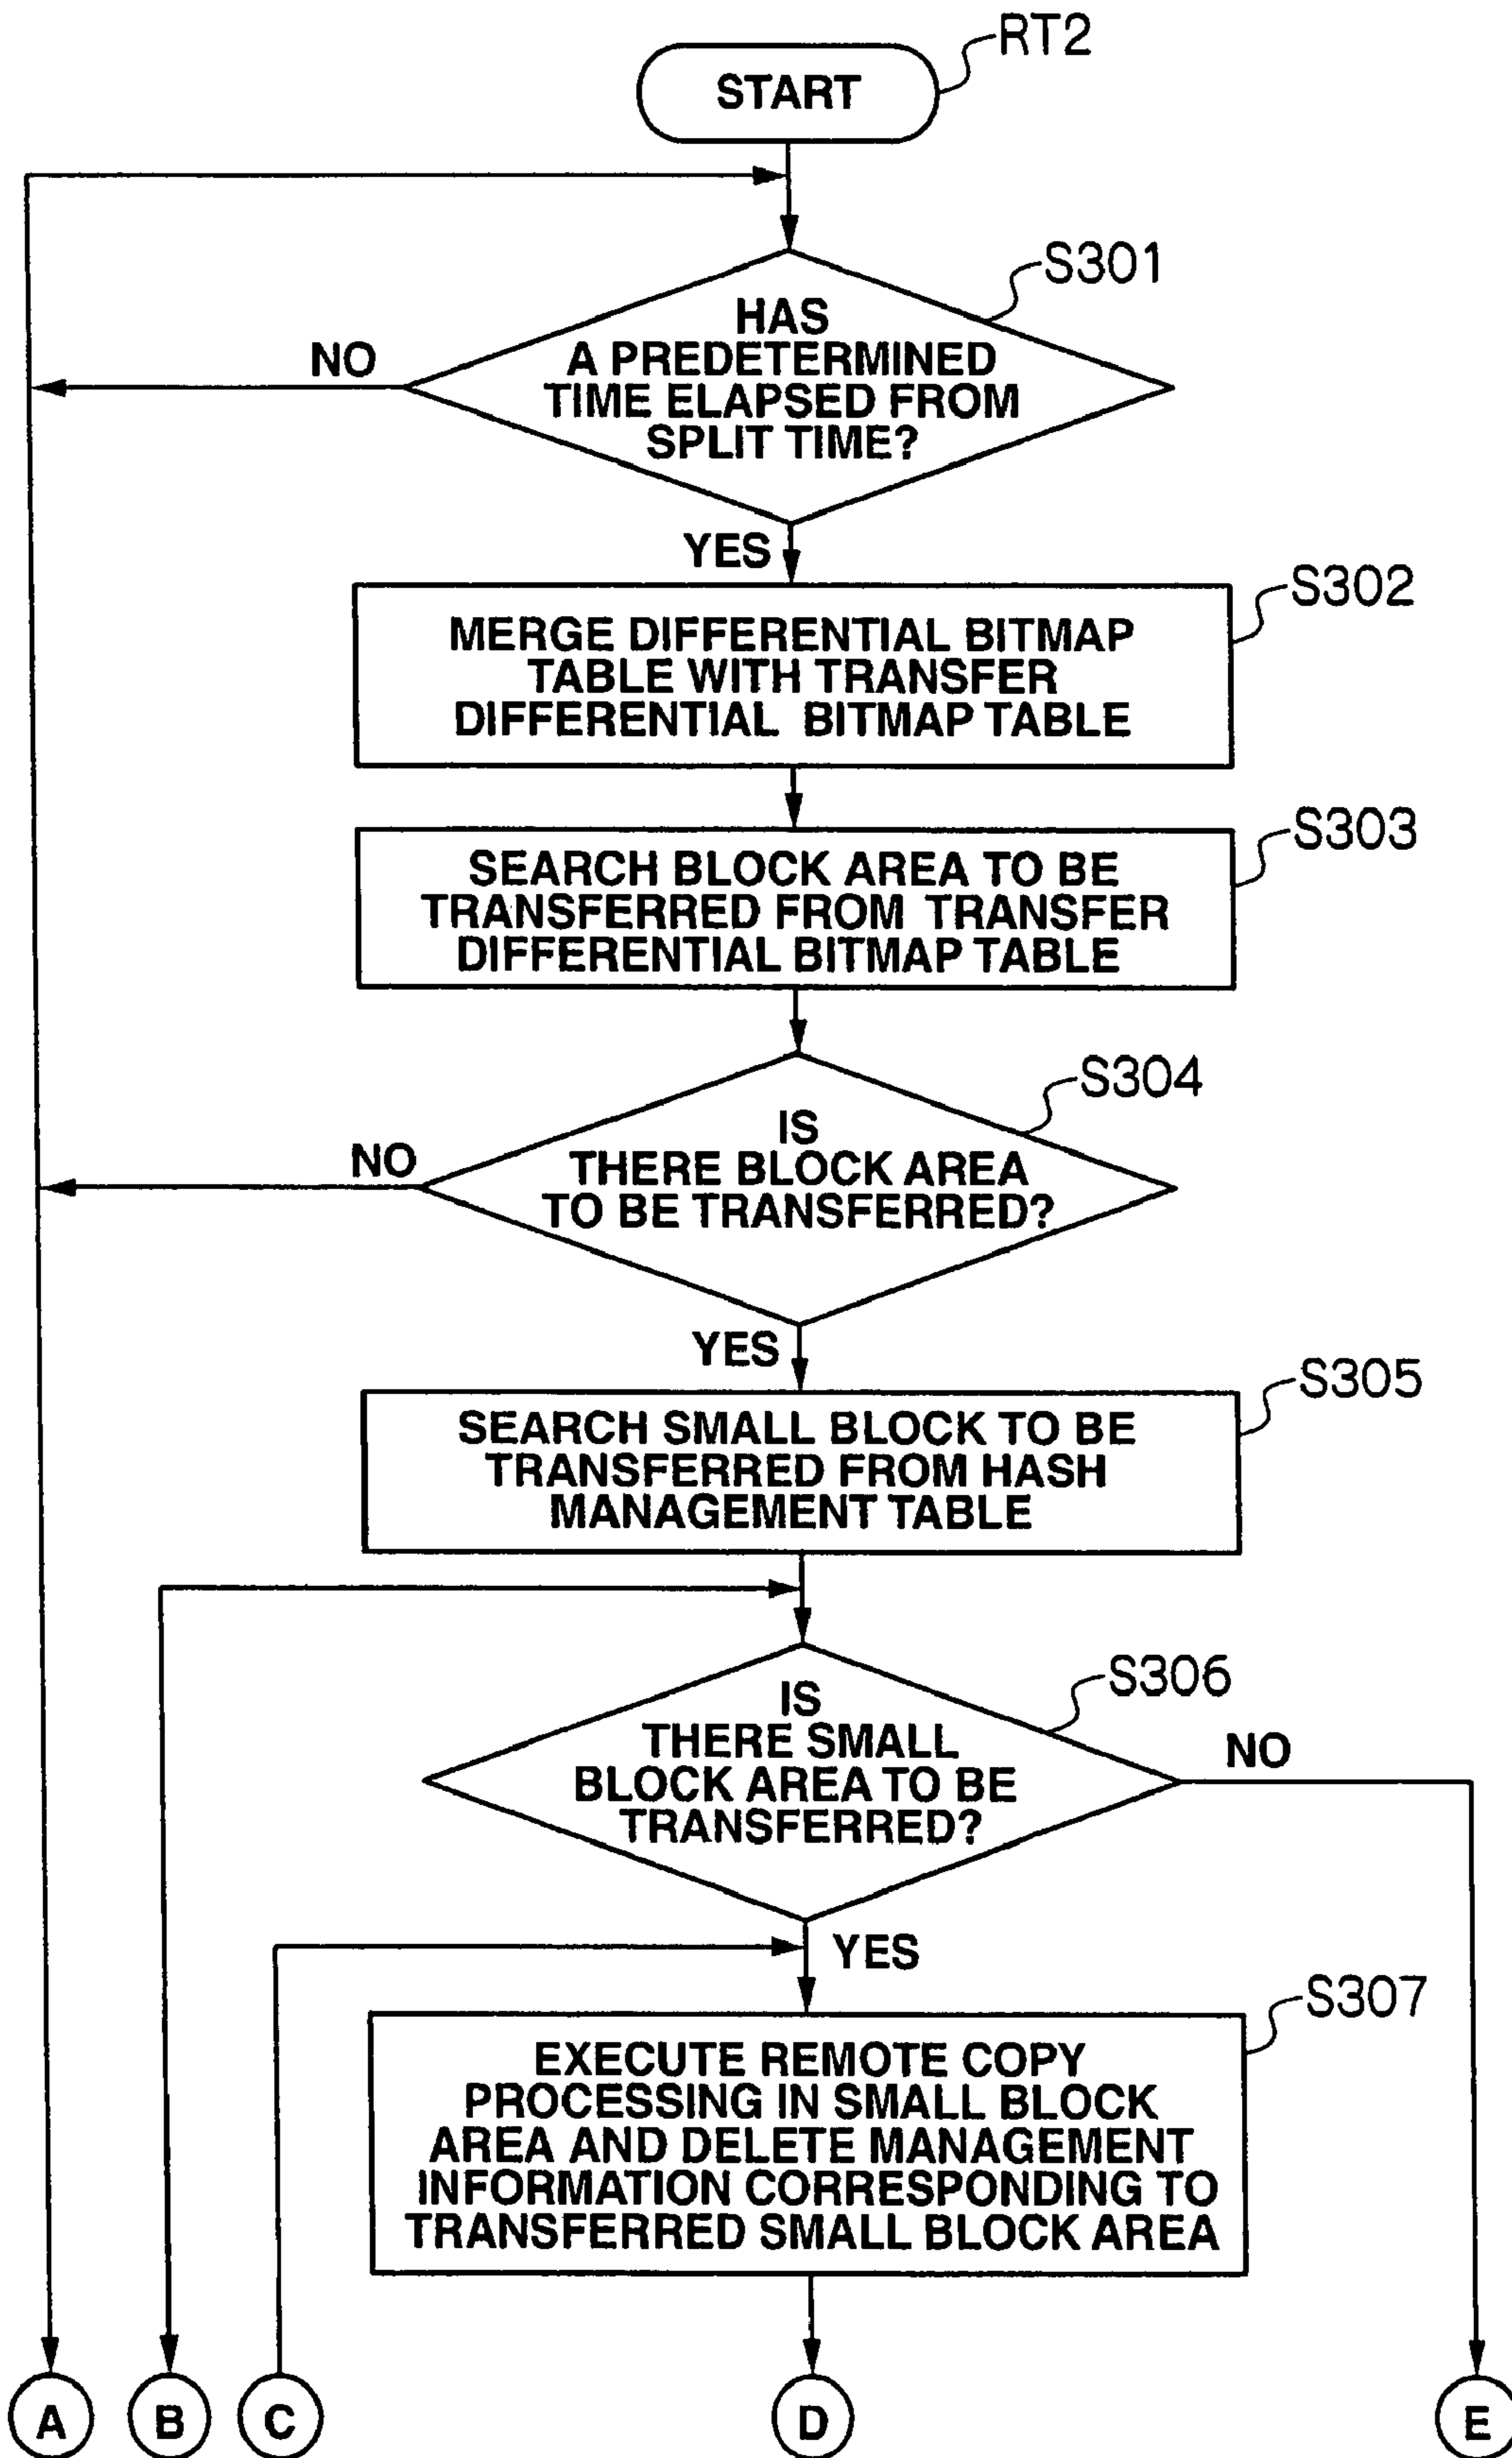 RT2
START
S301
HAS
A PREDETERMINED
TIME ELAPSED FROM
SPLIT TIME?
NO
YES
S302
MERGE DIFFERENTIAL BITMAP
TABLE WITH TRANSFER
DIFFERENTIAL BITMAP TABLE
S303
SEARCH BLOCK AREA TO BE
TRANSFERRED FROM TRANSFER
DIFFERENTIAL BITMAP TABLE
S304
IS
THERE BLOCK AREA
TO BE TRANSFERRED?
NO
YES
S305
SEARCH SMALL BLOCK TO BE
TRANSFERRED FROM HASH
MANAGEMENT TABLE
S306
IS
THERE SMALL
BLOCK AREA TO BE
TRANSFERRED?
NO
YES
S307
EXECUTE REMOTE COPY
PROCESSING IN SMALL BLOCK
AREA AND DELETE MANAGEMENT
INFORMATION CORRESPONDING TO
TRANSFERRED SMALL BLOCK AREA
A B C D E